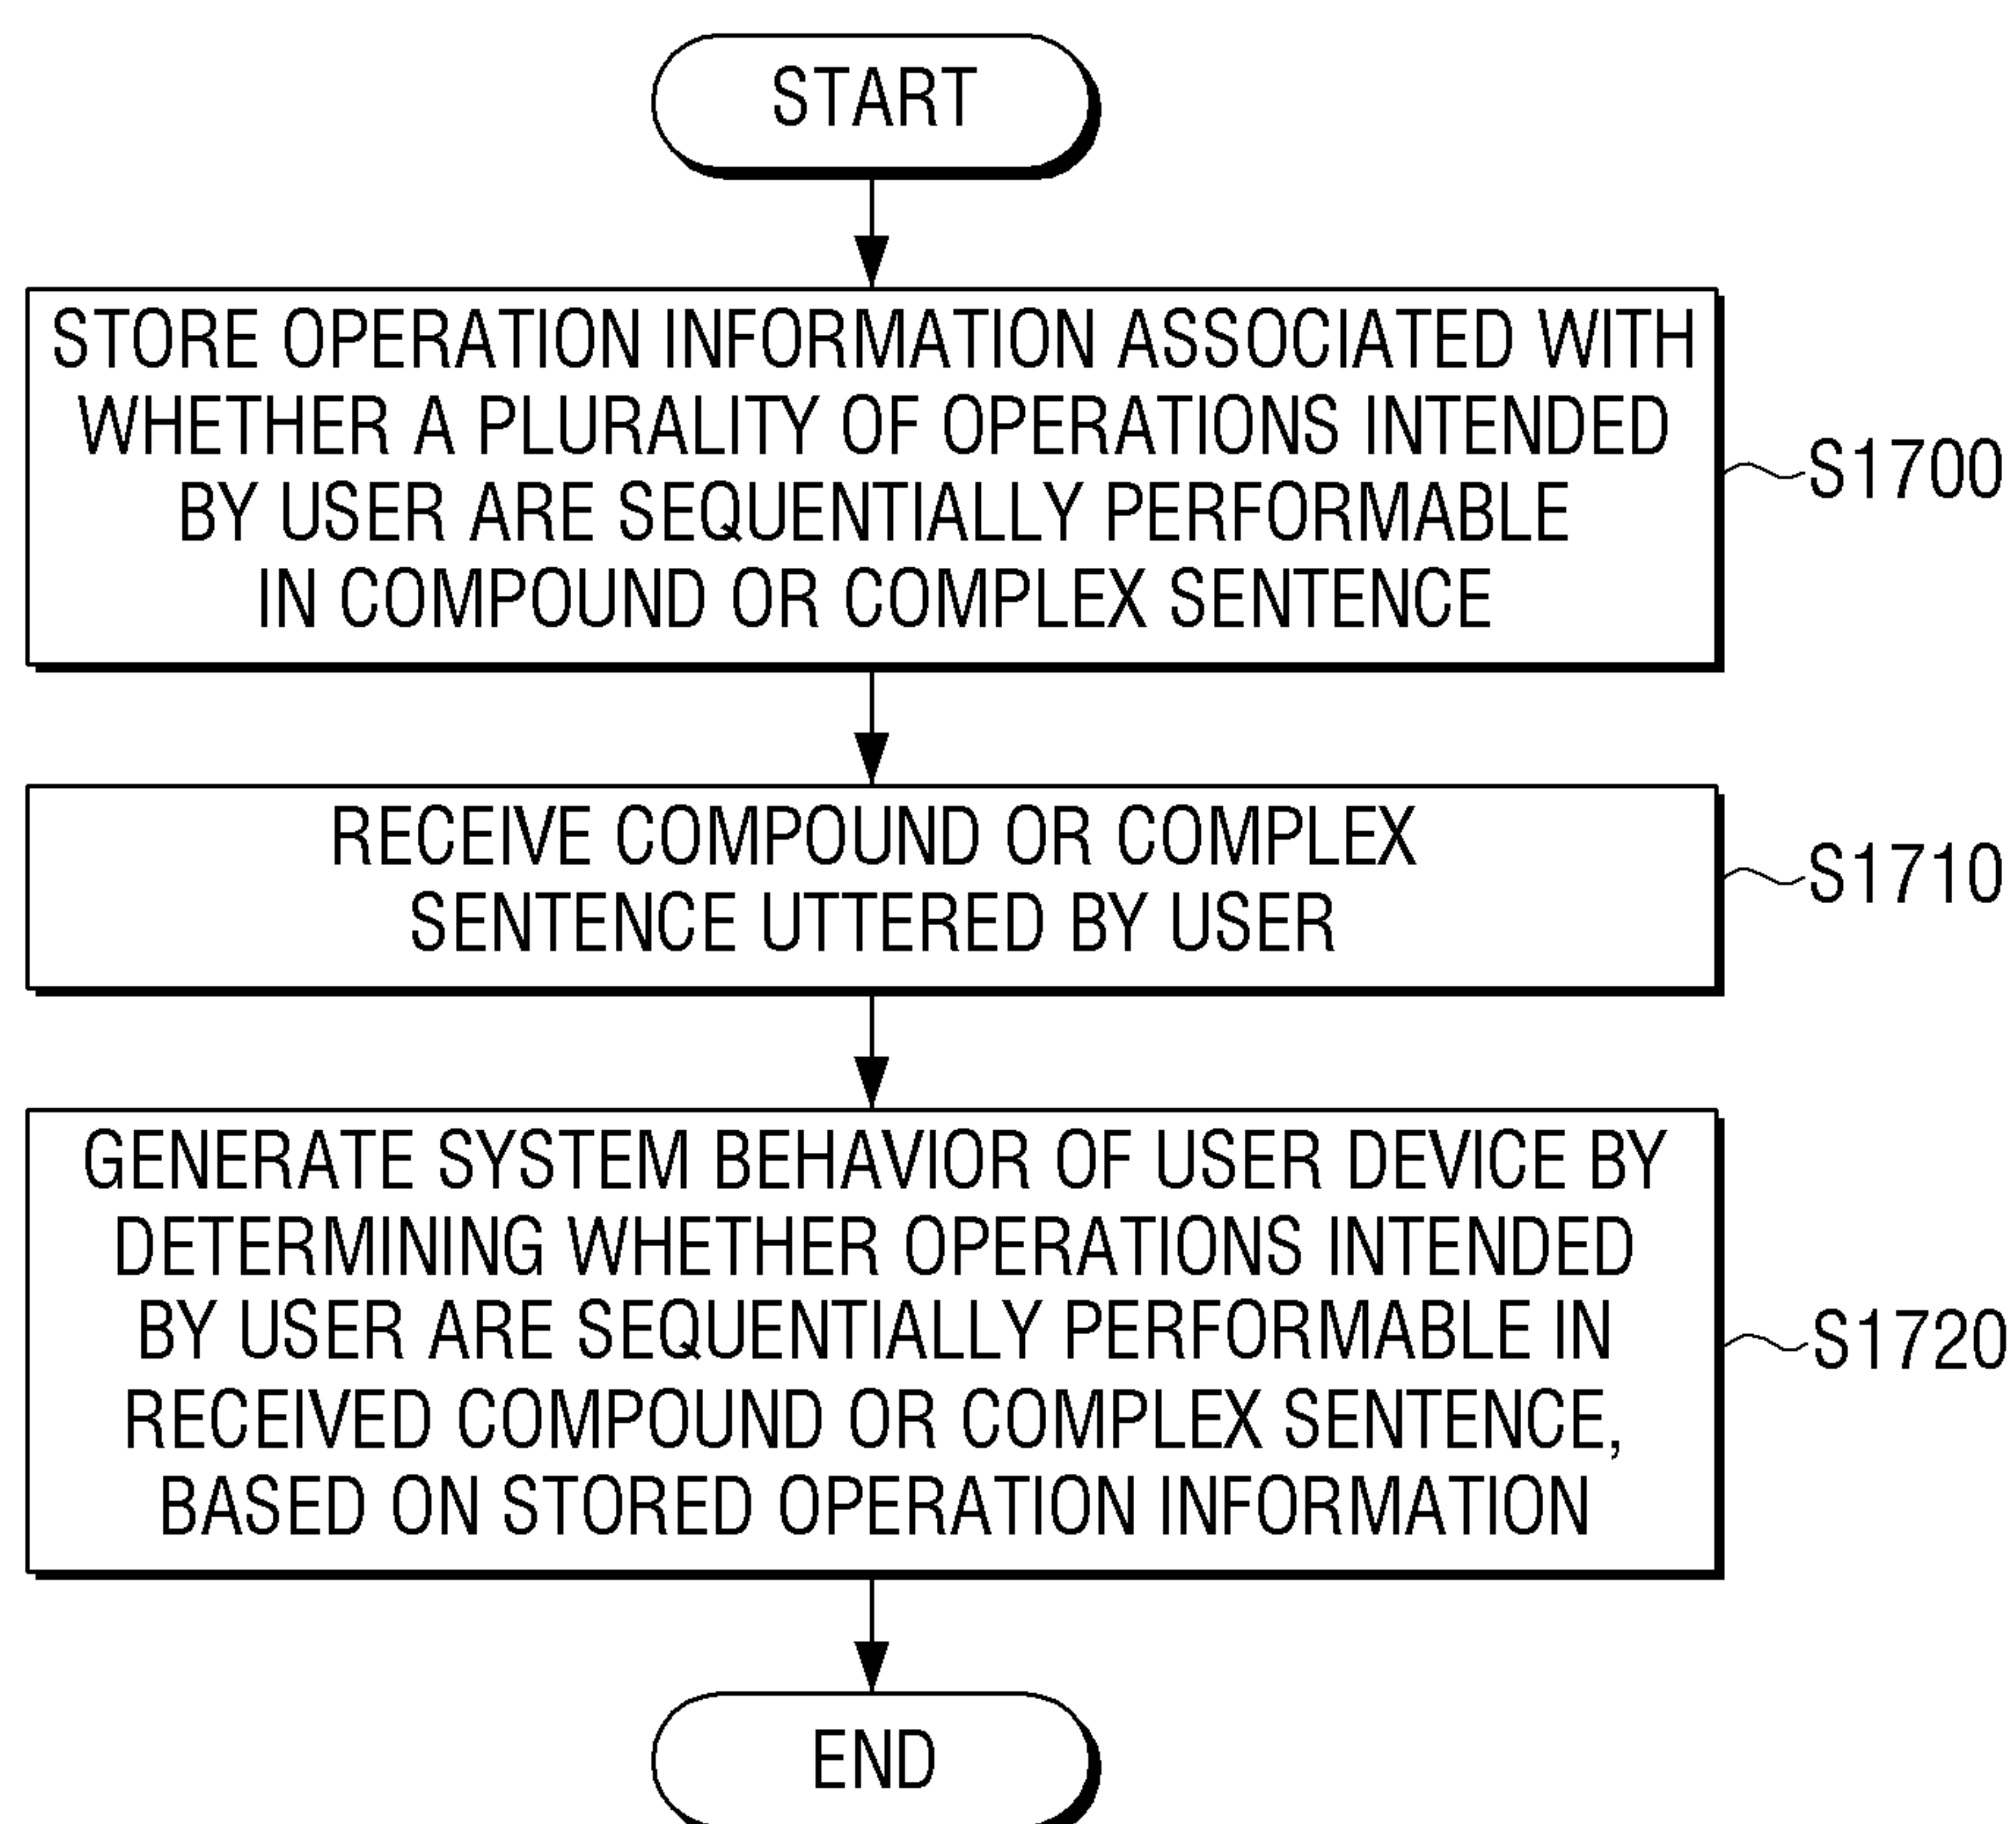 START
STORE OPERATION INFORMATION ASSOCIATED WITH
WHETHER A PLURALITY OF OPERATIONS INTENDED
BY USER ARE SEQUENTIALLY PERFORMABLE
IN COMPOUND OR COMPLEX SENTENCE
S1700
RECEIVE COMPOUND OR COMPLEX
SENTENCE UTTERED BY USER
S1710
GENERATE SYSTEM BEHAVIOR OF USER DEVICE BY
DETERMINING WHETHER OPERATIONS INTENDED
BY USER ARE SEQUENTIALLY PERFORMABLE IN
RECEIVED COMPOUND OR COMPLEX SENTENCE,
BASED ON STORED OPERATION INFORMATION
S1720
END